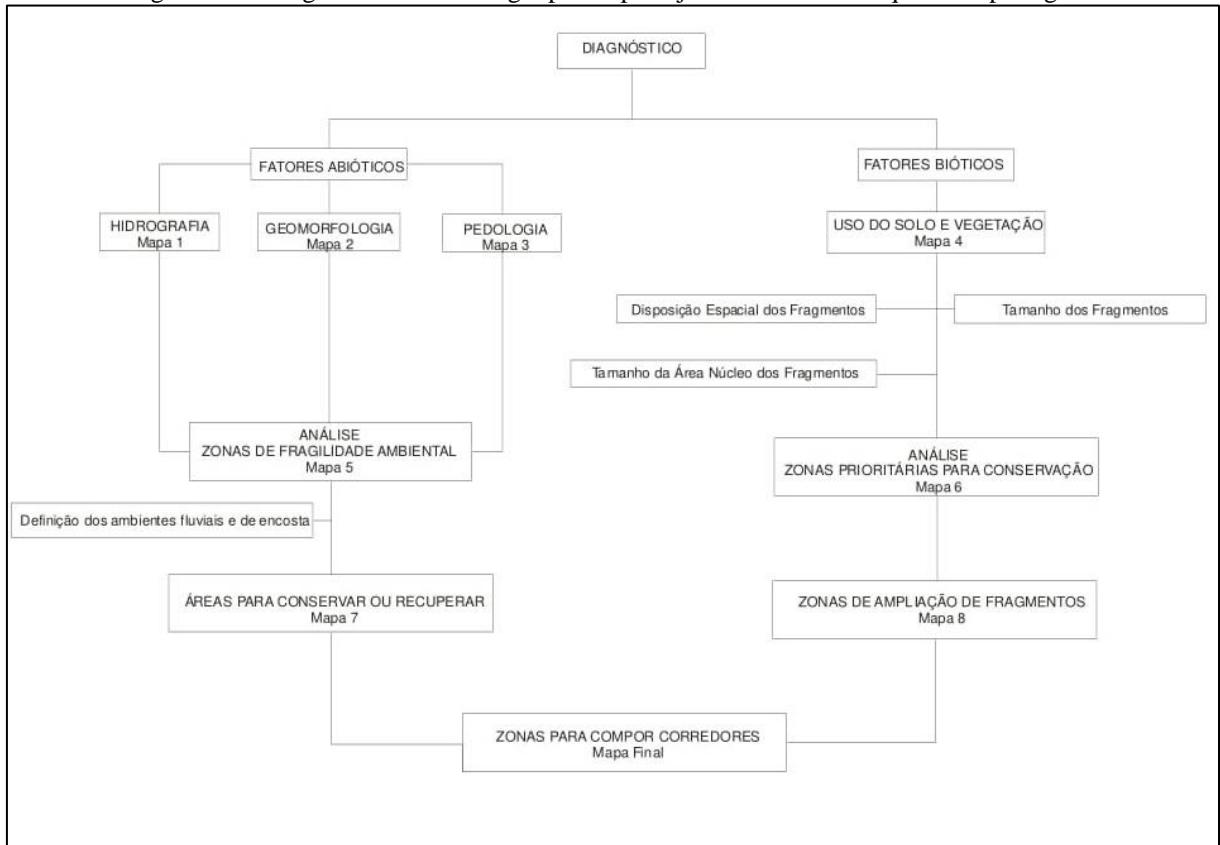 DIAGNÓSTICO
FATORES ABIÓTICOS
FATORES BIÓTICOS
HIDROGRAFIA
Mapa 1
GEOMORFOLOGIA
Mapa 2
PEDOLOGIA
Mapa 3
USO DO SOLO E VEGETAÇÃO
Mapa 4
Disposição Espacial dos Fragmentos
Tamanho dos Fragmentos
Tamanho da Área Núcleo dos Fragmentos
ANÁLISE
ZONAS DE FRAGILIDADE AMBIENTAL
Mapa 5
ANÁLISE
ZONAS PRIORITÁRIAS PARA CONSERVAÇÃO
Mapa 6
Definição dos ambientes fluviais e de encosta
ÁREAS PARA CONSERVAR OU RECUPERAR
Mapa 7
ZONAS DE AMPLIAÇÃO DE FRAGMENTOS
Mapa 8
ZONAS PARA COMPOR CORREDORES
Mapa Final